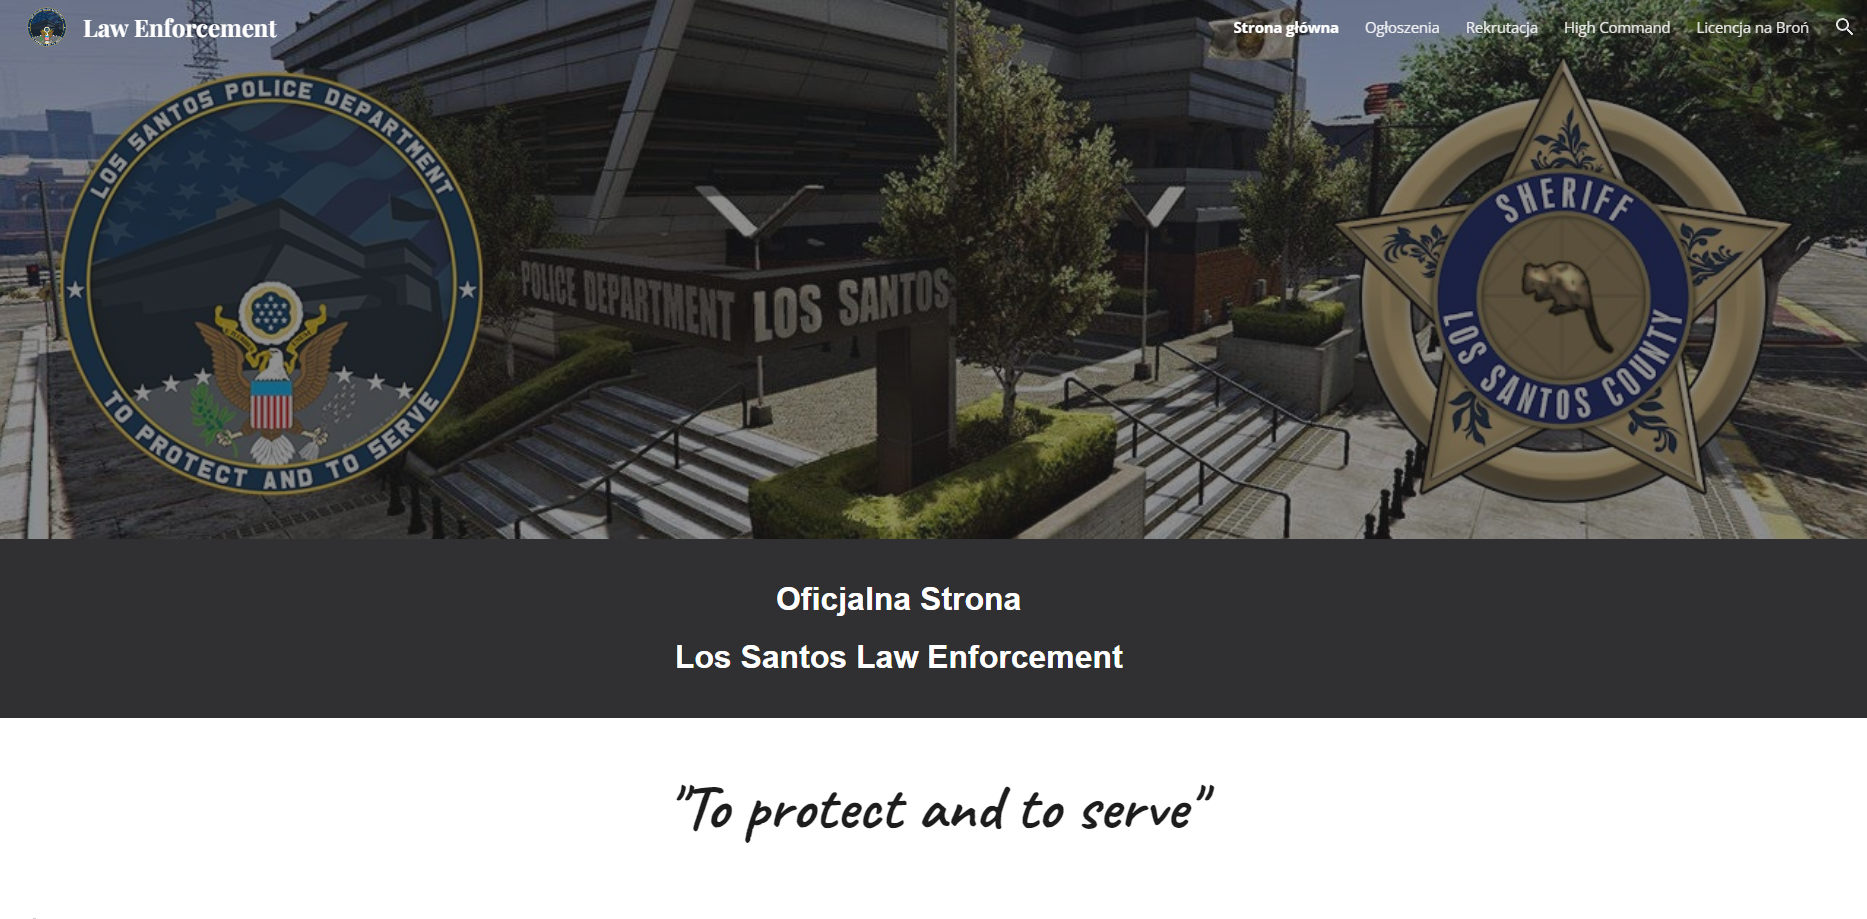 Law Enforcement
Strona główna
Ogłoszenia
Rekrutacja
High Command
Licencja na Broń
LOS SANTOS POLICE DEPARTMENT
TO PROTECT AND TO SERVE
POLICE DEPARTMENT LOS SANTOS
SHERIFF
LOS SANTOS COUNTY
Oficjalna Strona
Los Santos Law Enforcement
"To protect and to serve"